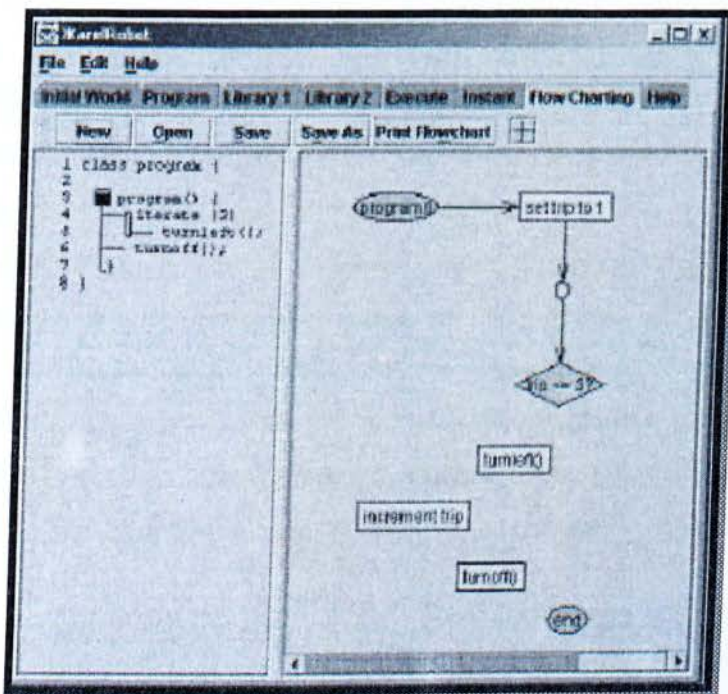 JKarelRobot
File Edit Help
Initial World Program Library 1 Library 2 Execute Instant Flow Charting Help
New Open Save Save As Print Flowchart
1 class program {
2
3 program() {
4 iterate (3)
5 turnleft();
6 turnoff();
7 }
8 }
program()
set trip to 1
trip <= 3?
turnleft()
increment trip
turnoff()
end